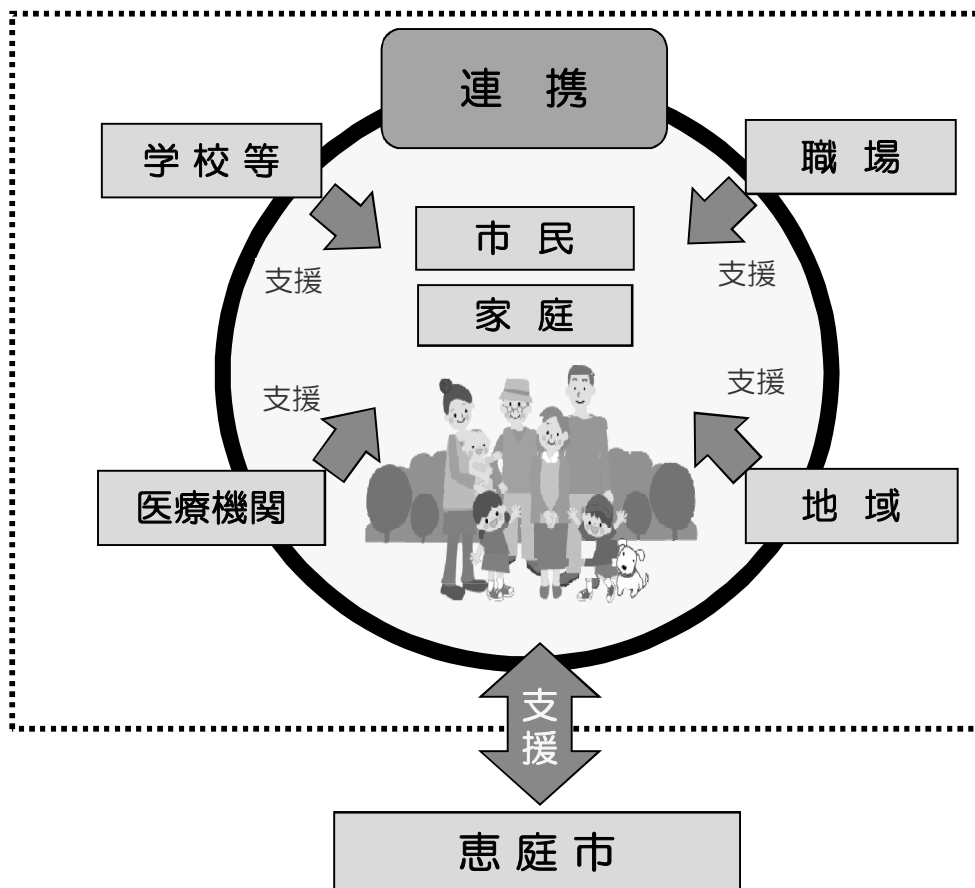 連 携
学校等
職 場
市 民
支援
支援
家 庭
支援
支援
医療機関
地 域
支援
恵庭市